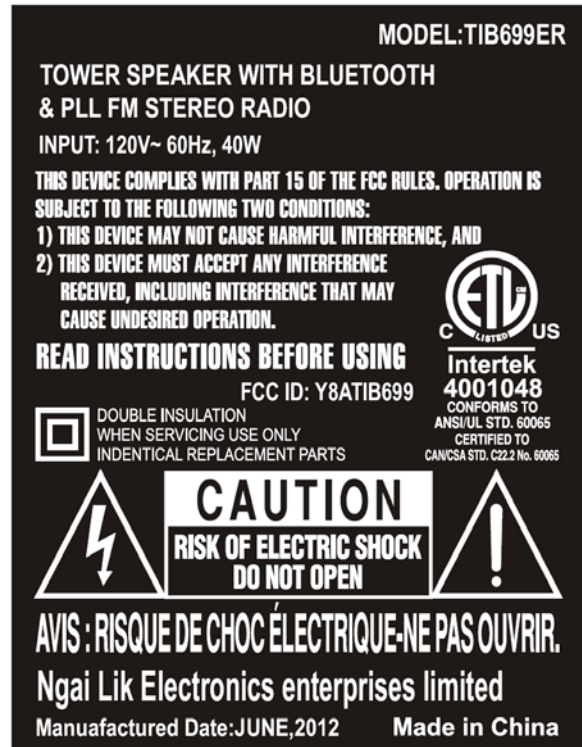 MODEL:TIB699ER
TOWER SPEAKER WITH BLUETOOTH
& PLL FM STEREO RADIO
INPUT: 120V~ 60Hz, 40W
THIS DEVICE COMPLIES WITH PART 15 OF THE FCC RULES. OPERATION IS
SUBJECT TO THE FOLLOWING TWO CONDITIONS:
1) THIS DEVICE MAY NOT CAUSE HARMFUL INTERFERENCE, AND
2) THIS DEVICE MUST ACCEPT ANY INTERFERENCE
RECEIVED, INCLUDING INTERFERENCE THAT MAY
CAUSE UNDESIRED OPERATION.
ETL CM
C LISTED US
READ INSTRUCTIONS BEFORE USING
Intertek
4001048
CONFORMS TO
ANSI/UL STD. 60065
CERTIFIED TO
CAN/CSA STD. C22.2 No. 60065
FCC ID: Y8ATIB699
DOUBLE INSULATION
WHEN SERVICING USE ONLY
INDENTICAL REPLACEMENT PARTS
CAUTION
RISK OF ELECTRIC SHOCK
DO NOT OPEN
AVIS : RISQUE DE CHOC ÉLECTRIQUE-NE PAS OUVRIR.
Ngai Lik Electronics enterprises limited
Manuafactured Date:JUNE,2012 Made in China